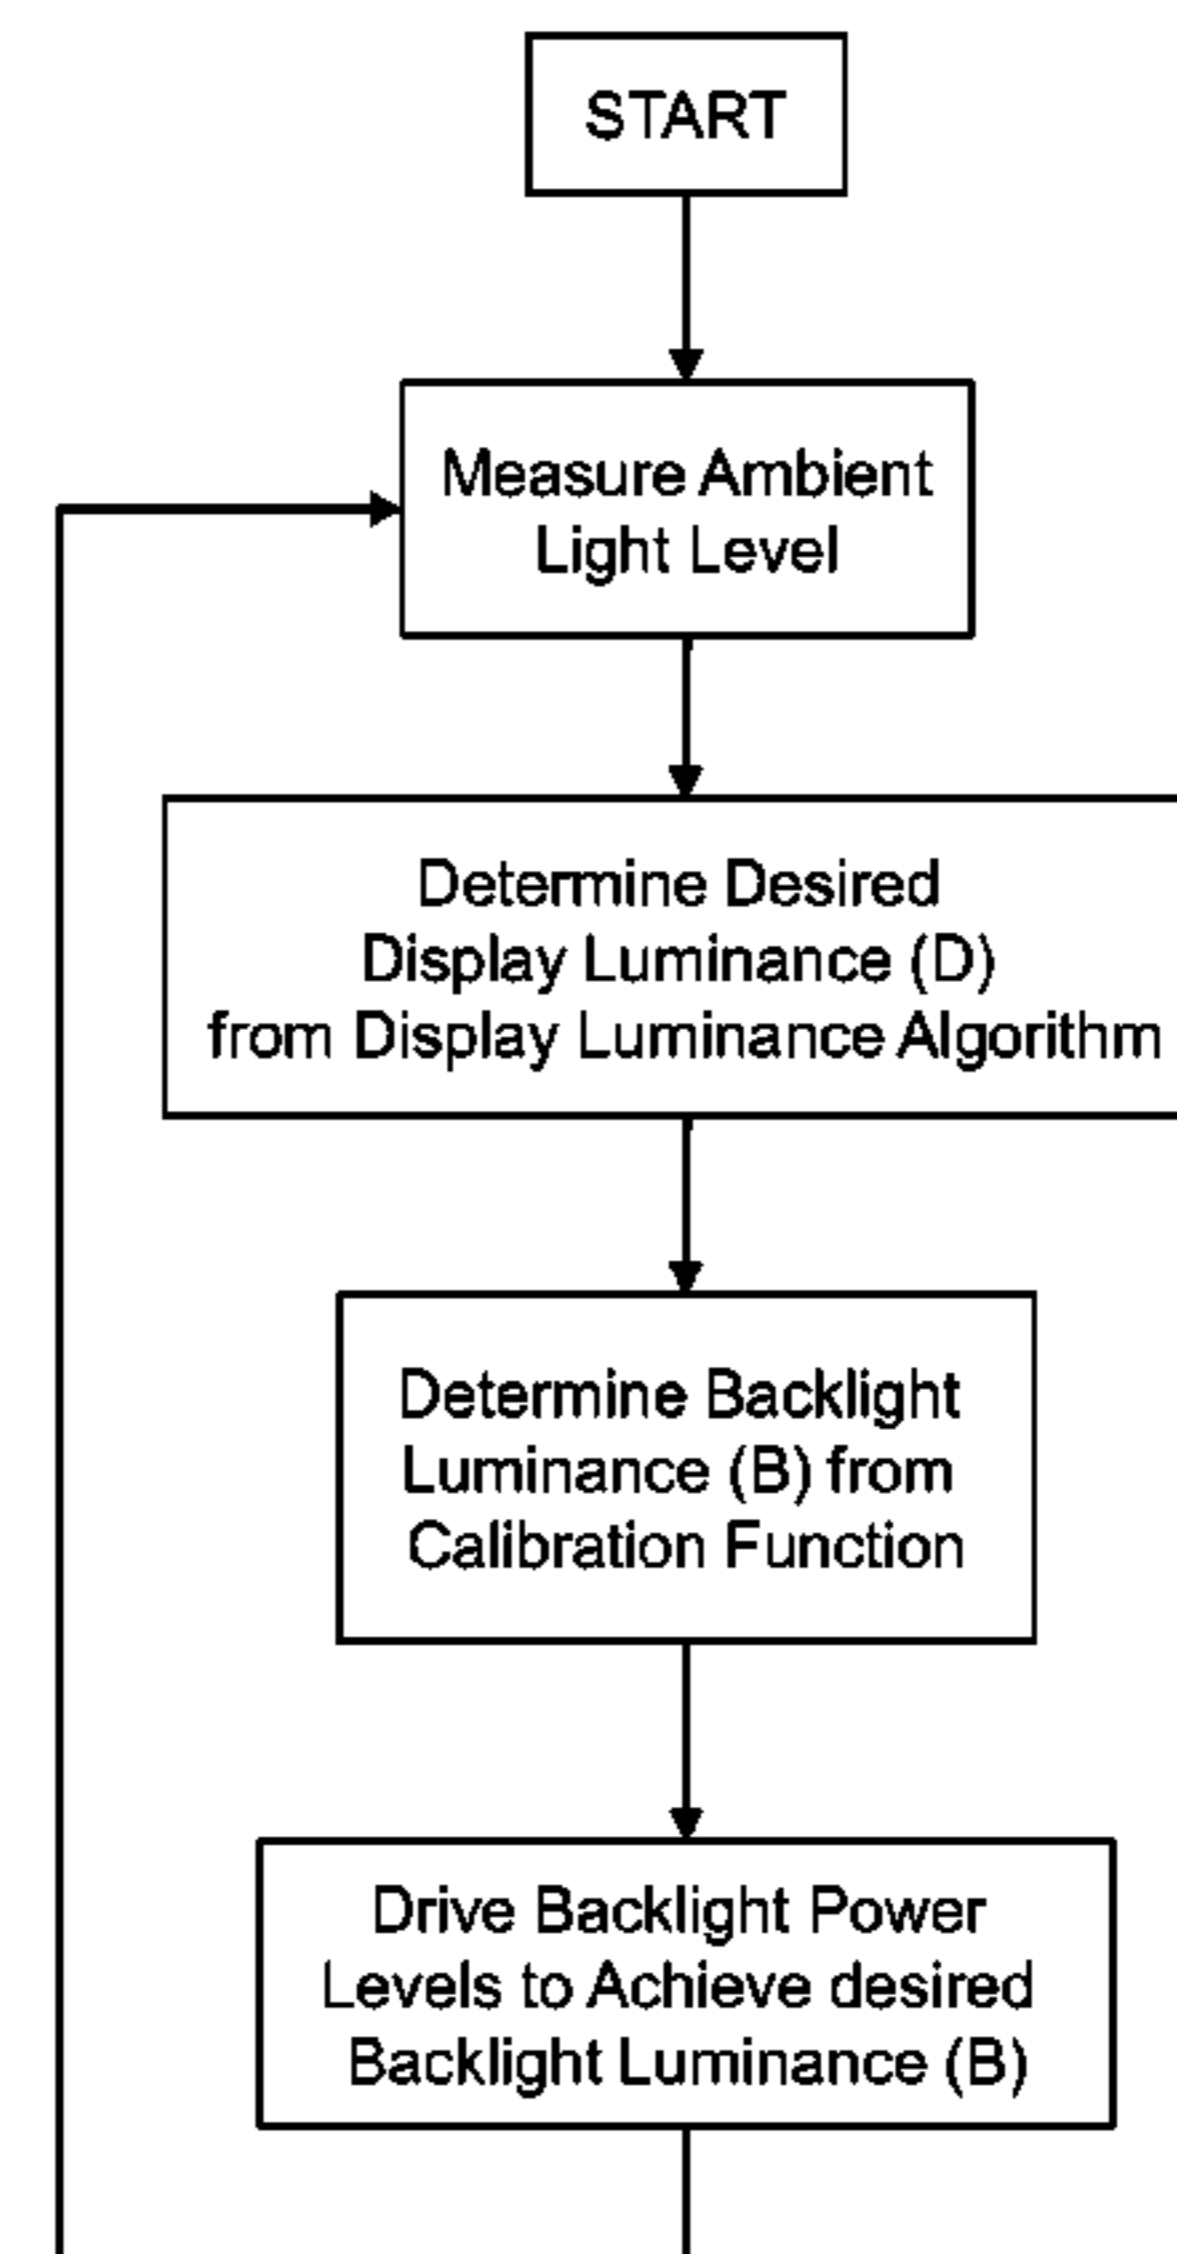 START
Measure Ambient
Light Level
Determine Desired
Display Luminance (D)
from Display Luminance Algorithm
Determine Backlight
Luminance (B) from
Calibration Function
Drive Backlight Power
Levels to Achieve desired
Backlight Luminance (B)